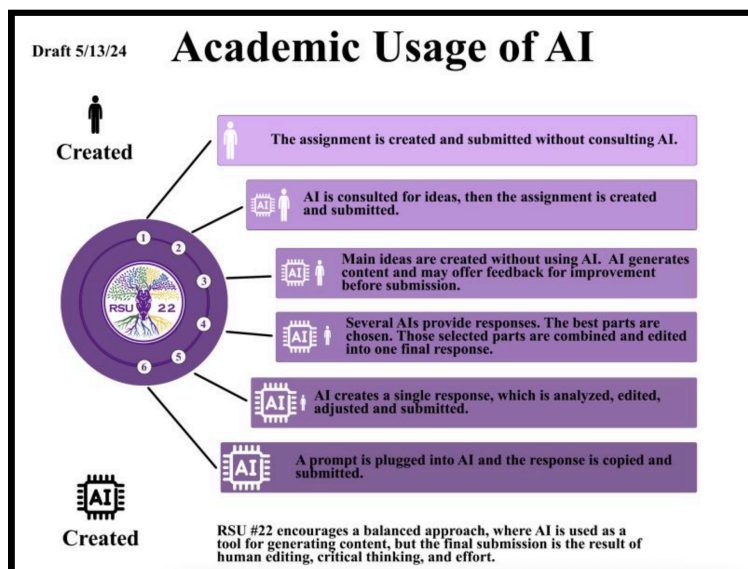 Draft 5/13/24
Academic Usage of AI
Created
The assignment is created and submitted without consulting AI.
AI
AI is consulted for ideas, then the assignment is created
and submitted.
AI
Main ideas are created without using AI. AI generates
content and may offer feedback for improvement
before submission.
AI
Several AIs provide responses. The best parts are
chosen. Those selected parts are combined and edited
into one final response.
AI
AI creates a single response, which is analyzed, edited,
adjusted and submitted.
AI
A prompt is plugged into AI and the response is copied and
submitted.
1
2
3
4
5
6
RSU 22
AI
Created
RSU #22 encourages a balanced approach, where AI is used as a
tool for generating content, but the final submission is the result of
human editing, critical thinking, and effort.